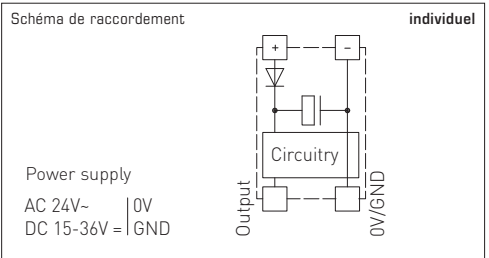 Schéma de raccordement
individuel
+ −
Circuitry
Power supply
AC 24V~ 0V
DC 15-36V = GND
Output
0V/GND